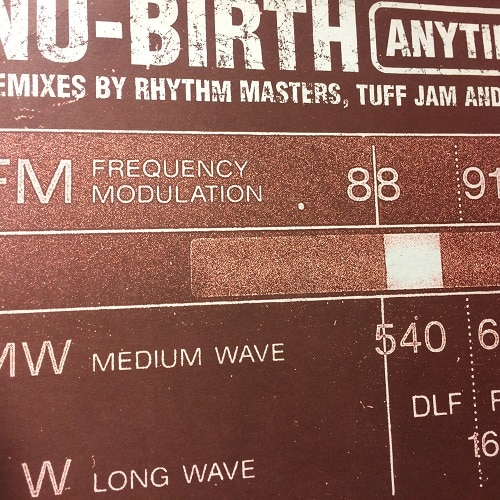 NU-BIRTH ANYTI
EMIXES BY RHYTHM MASTERS, TUFF JAM AND
FM FREQUENCY MODULATION 88 91
MW MEDIUM WAVE 540 6
DLF F
W LONG WAVE 16